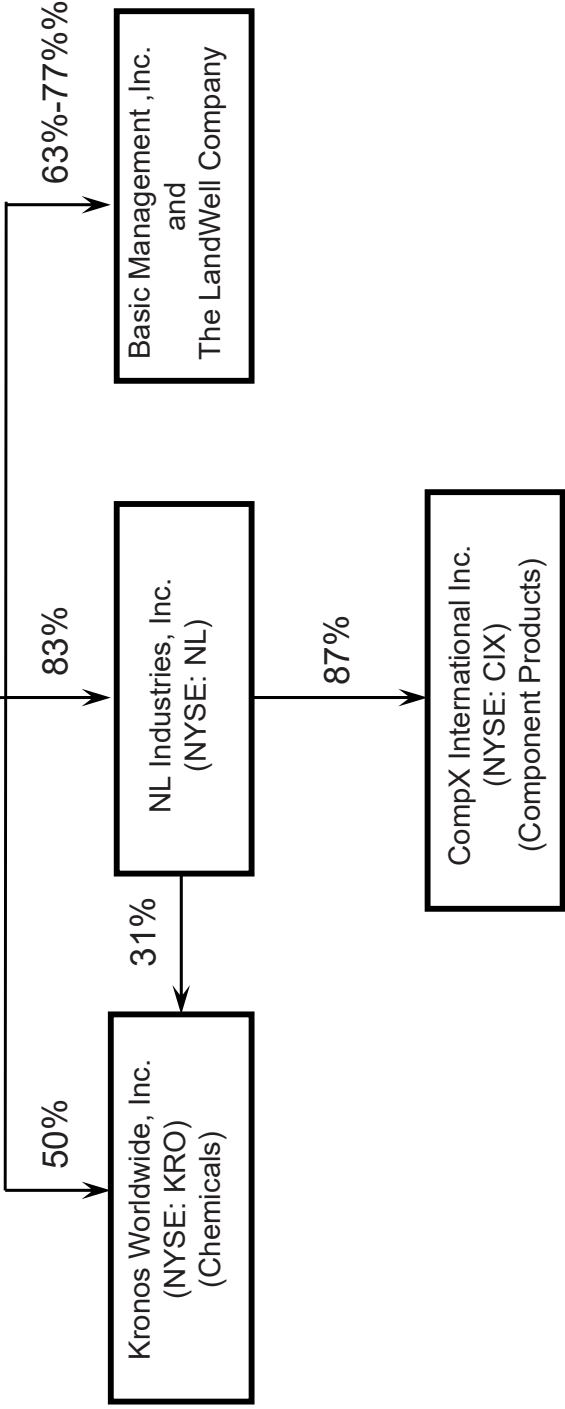 50%
83%
63%-77%%
Kronos Worldwide, Inc.
(NYSE: KRO)
(Chemicals)
31%
NL Industries, Inc.
(NYSE: NL)
Basic Management ,Inc.
and
The LandWell Company
87%
CompX International Inc.
(NYSE: CIX)
(Component Products)